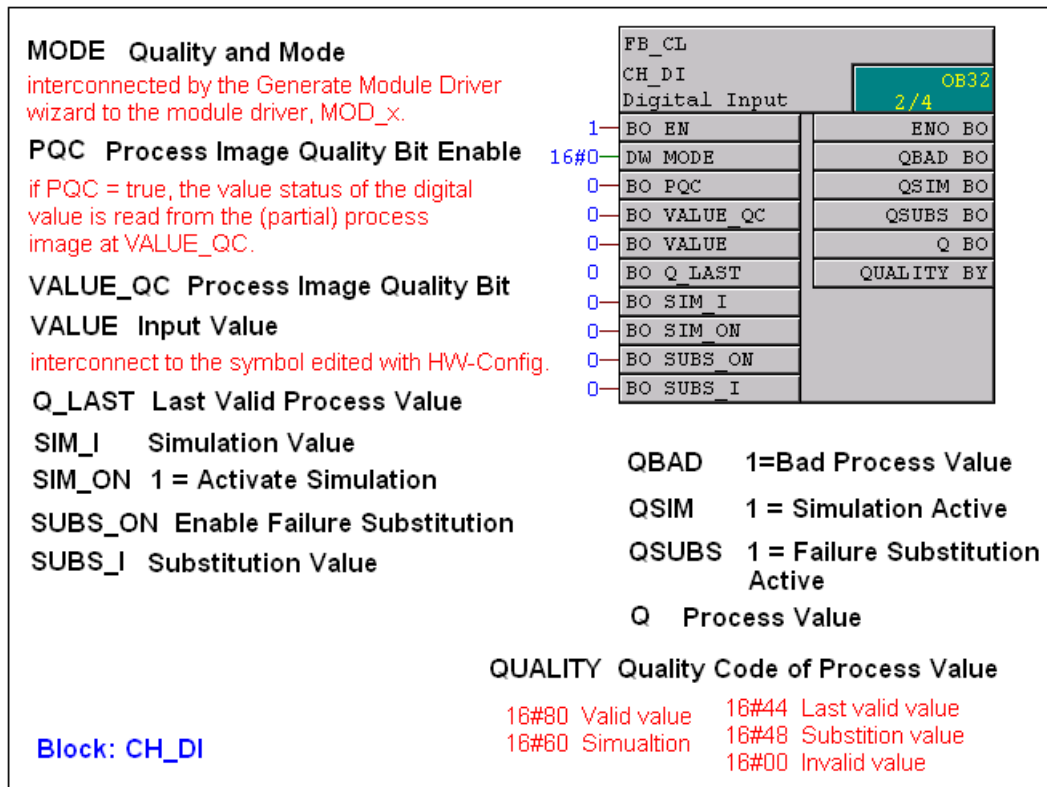 MODE Quality and Mode
interconnected by the Generate Module Driver
wizard to the module driver, MOD_x.
PQC Process Image Quality Bit Enable
if PQC = true, the value status of the digital
value is read from the (partial) process
image at VALUE_QC.
VALUE_QC Process Image Quality Bit
VALUE Input Value
interconnect to the symbol edited with HW-Config.
Q_LAST Last Valid Process Value
SIM_I Simulation Value
SIM_ON 1 = Activate Simulation
SUBS_ON Enable Failure Substitution
SUBS_I Substitution Value
FB_CL
CH_DI
Digital Input
OB32
2/4
1 BO EN ENO BO
16#0 DW MODE QBAD BO
0 BO PQC QSIM BO
0 BO VALUE_QC QSUBS BO
0 BO VALUE Q BO
0 BO Q_LAST QUALITY BY
0 BO SIM_I
0 BO SIM_ON
0 BO SUBS_ON
0 BO SUBS_I
QBAD 1=Bad Process Value
QSIM 1 = Simulation Active
QSUBS 1 = Failure Substitution
Active
Q Process Value
QUALITY Quality Code of Process Value
16#80 Valid value
16#60 Simualtion
16#44 Last valid value
16#48 Substition value
16#00 Invalid value
Block: CH_DI